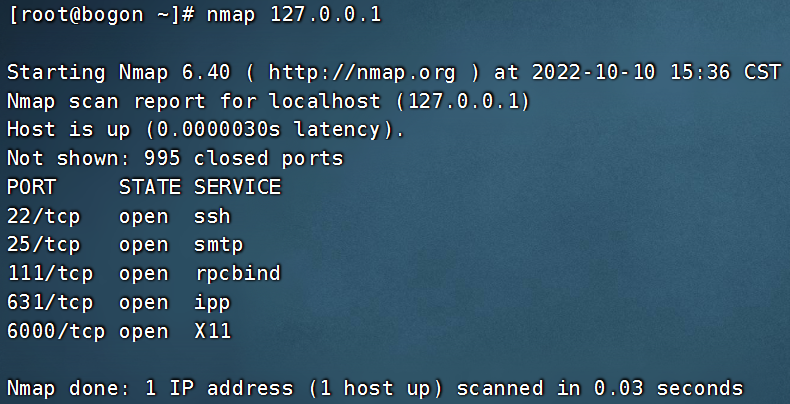 [root@bogon ~]# nmap 127.0.0.1
Starting Nmap 6.40 ( http://nmap.org ) at 2022-10-10 15:36 CST
Nmap scan report for localhost (127.0.0.1)
Host is up (0.0000030s latency).
Not shown: 995 closed ports
PORT     STATE SERVICE
22/tcp   open  ssh
25/tcp   open  smtp
111/tcp  open  rpcbind
631/tcp  open  ipp
6000/tcp open  X11
Nmap done: 1 IP address (1 host up) scanned in 0.03 seconds